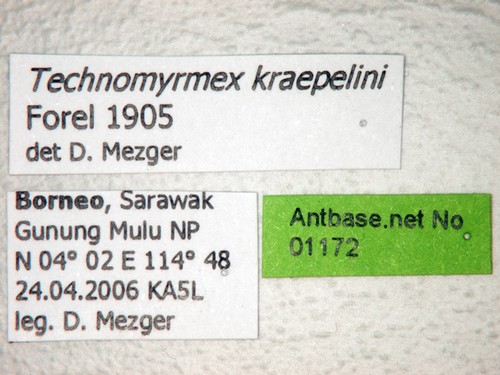 Technomyrmex kraepelini
Forel 1905
det D. Mezger
Borneo, Sarawak
Gunung Mulu NP
N 04° 02 E 114° 48
24.04.2006 KA5L
leg. D. Mezger
Antbase.net No
01172